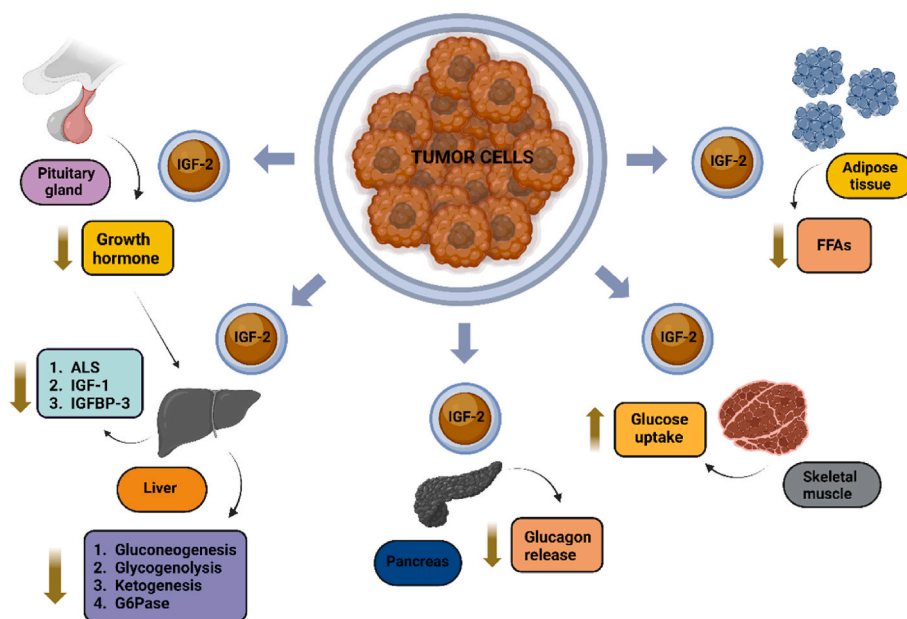 TUMOR CELLS
IGF-2
Pituitary
gland
Growth
hormone
IGF-2
1. ALS
2. IGF-1
3. IGFBP-3
Liver
1. Gluconeogenesis
2. Glycogenolysis
3. Ketogenesis
4. G6Pase
IGF-2
Pancreas
Glucagon
release
IGF-2
Glucose
uptake
Skeletal
muscle
IGF-2
Adipose
tissue
FFAs